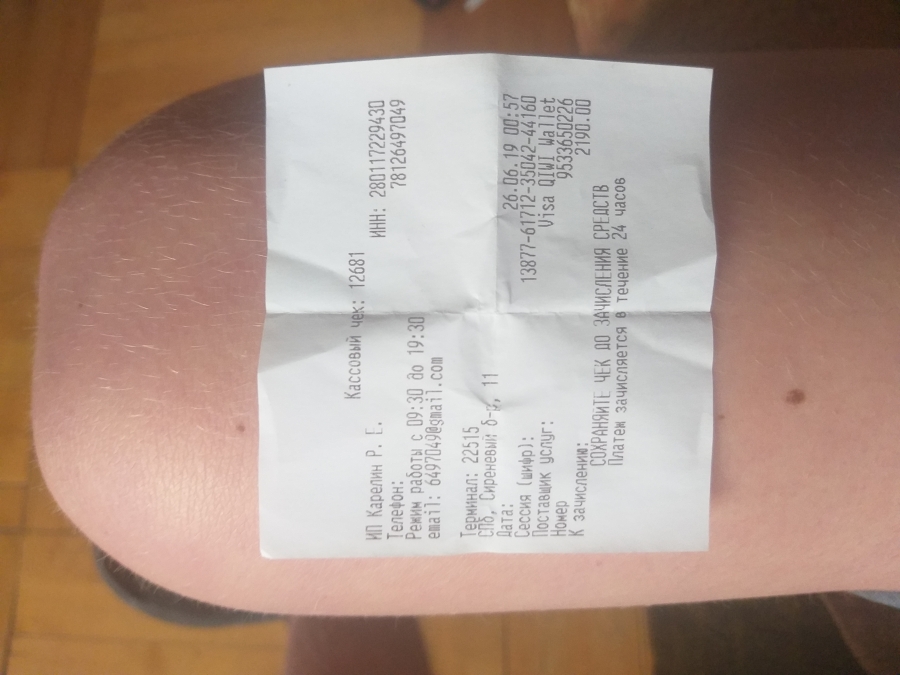 Кассовый чек: 12681
ИП Карелин Р. Е. ИНН: 280117229430
Телефон: 78126497049
Режим работы с 09:30 до 19:30
email: 6497049@gmail.com
Терминал: 22515
СПб, Сиреневый б-р, 11
Дата: 26.06.19 00:57
Сессия (шифр): 13877-61712-35042-44160
Поставщик услуг: Visa QIWI Wallet
Номер 9533650226
К зачислению: 2190.00
СОХРАНЯЙТЕ ЧЕК ДО ЗАЧИСЛЕНИЯ СРЕДСТВ
Платеж зачисляется в течение 24 часов